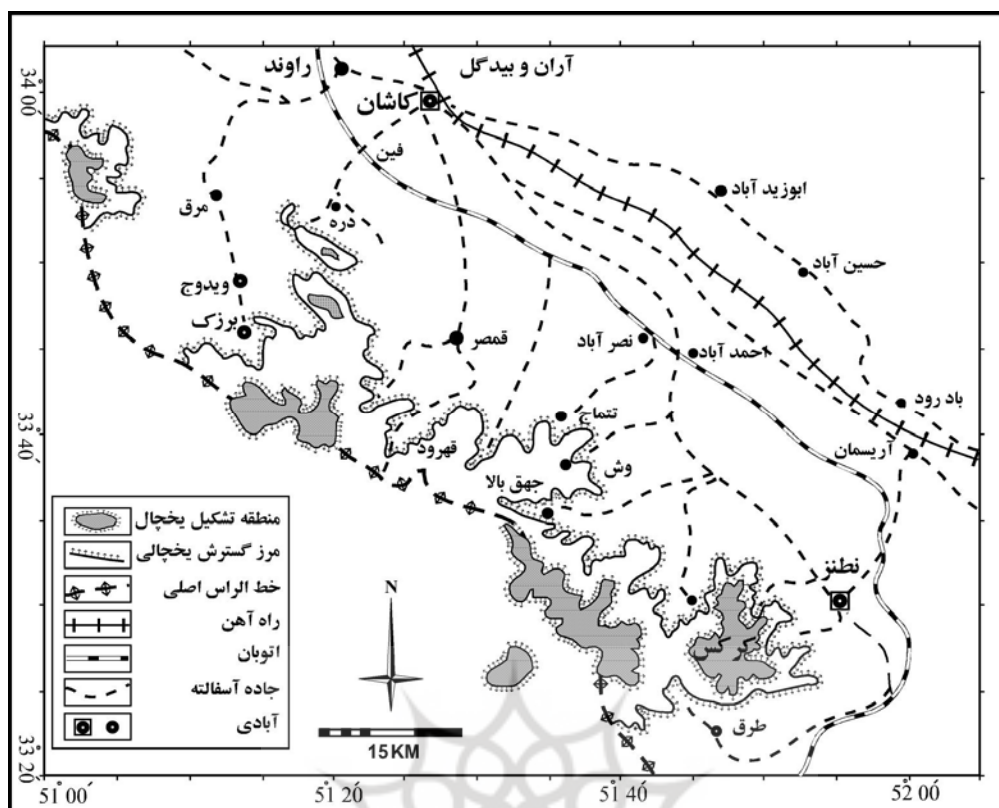 راوند
آران و بیدگل
کاشان
34° 00´
فین
ابوزید آباد
مرق
دره
حسین آباد
ویدوج
برزک
قمصر
نصر آباد
احمد آباد
باد رود
تتماج
33° 40´
قهرود
وش
آریسمان
جهق بالا
نطنز
کرکس
طرق
منطقه تشکیل یخچال
مرز گسترش یخچالی
خط الراس اصلی
راه آهن
اتوبان
جاده آسفالته
آبادی
N
15 KM
33° 20´
51° 00´
51° 20´
51° 40´
52° 00´